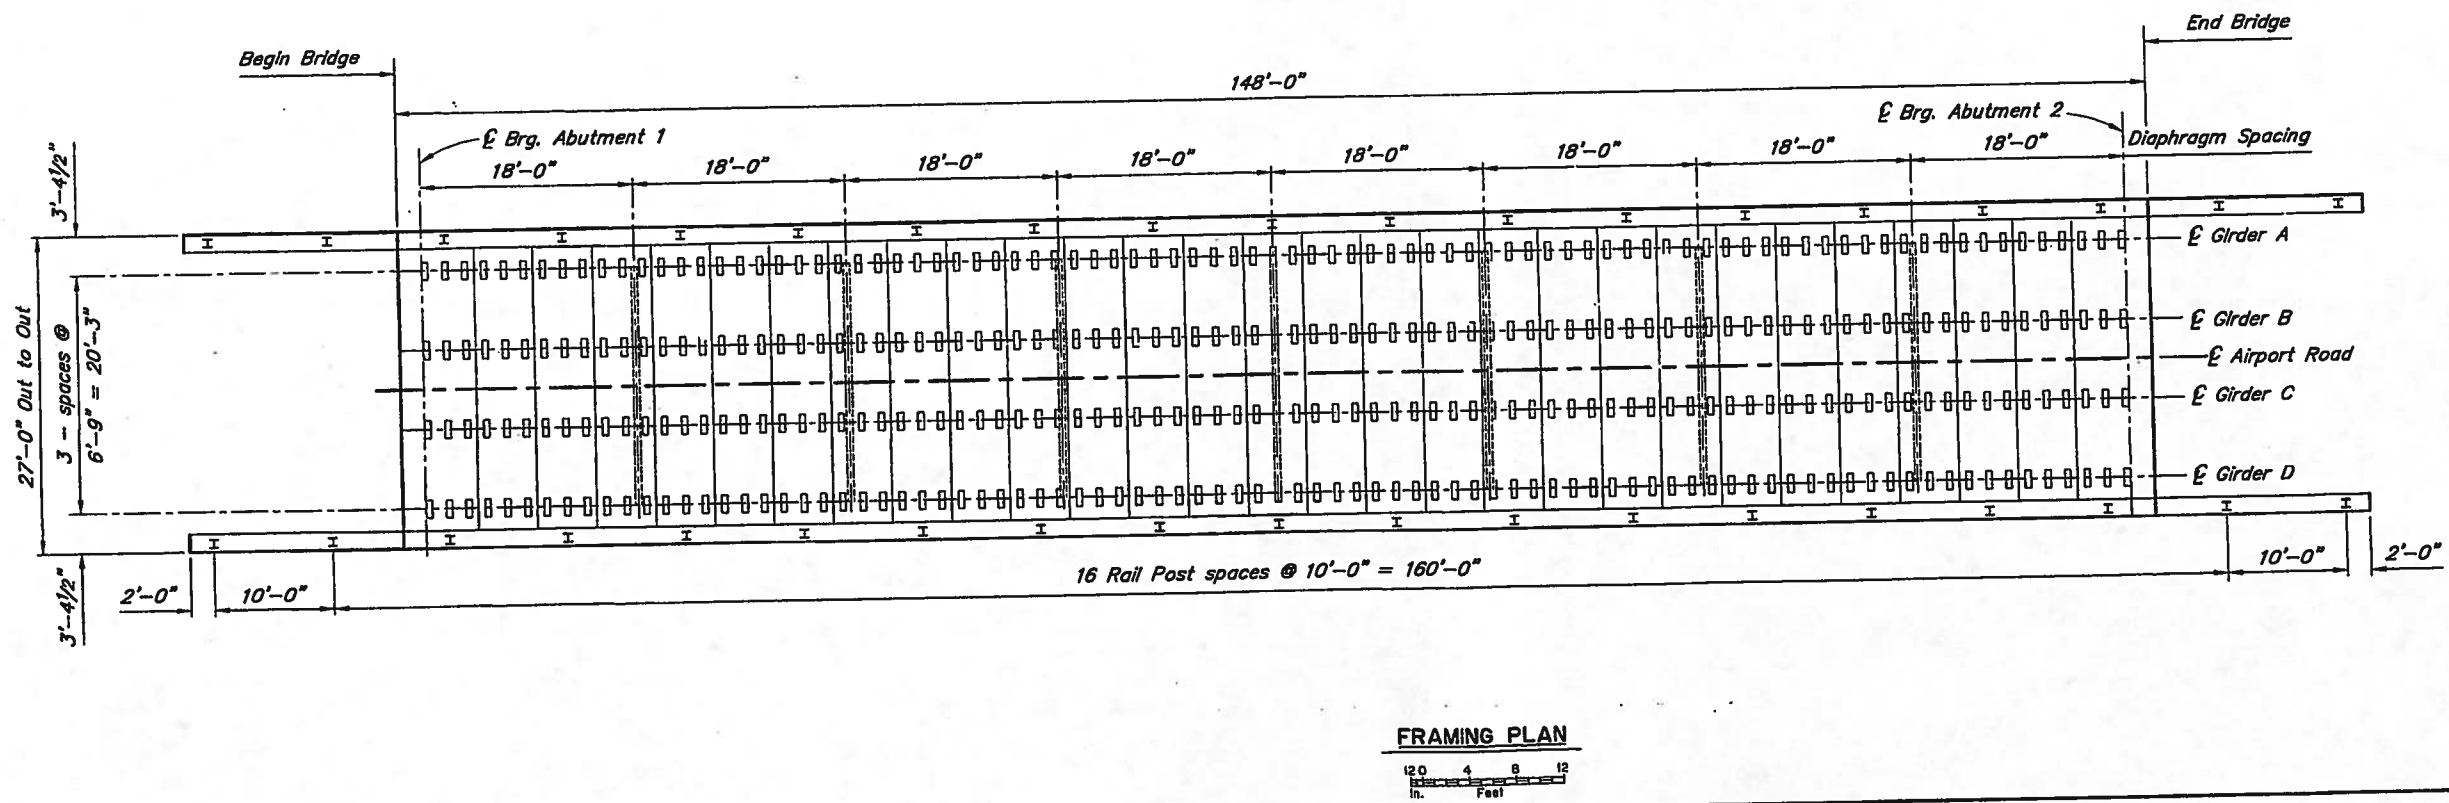 End Bridge
Begin Bridge
148'-0"
℄ Brg. Abutment 1
℄ Brg. Abutment 2
Diaphragm Spacing
18'-0"
18'-0"
18'-0"
18'-0"
18'-0"
18'-0"
18'-0"
18'-0"
3'-4 1/2"
27'-0" Out to Out
3 - spaces @
6'-9" = 20'-3"
℄ Girder A
℄ Girder B
℄ Airport Road
℄ Girder C
℄ Girder D
3'-4 1/2"
2'-0"
10'-0"
16 Rail Post spaces @ 10'-0" = 160'-0"
10'-0"
2'-0"
FRAMING PLAN
12 0 4 8 12
In. Feet